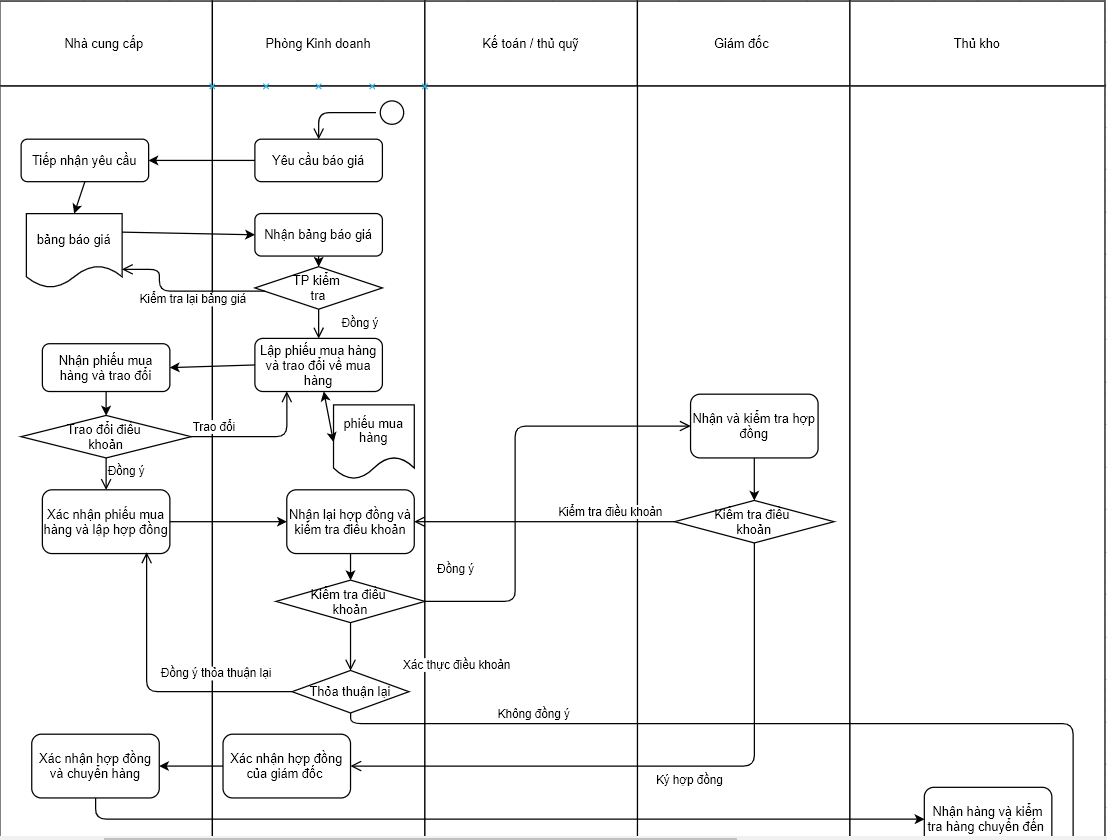 Nhà cung cấp
Phòng Kinh doanh
Kế toán / thủ quỹ
Giám đốc
Thủ kho
Tiếp nhận yêu cầu
Yêu cầu báo giá
bảng báo giá
Nhận bảng báo giá
TP kiểm
tra
Kiểm tra lại bảng giá
Đồng ý
Nhận phiếu mua
hàng và trao đổi
Lập phiếu mua hàng
và trao đổi về mua
hàng
Trao đổi điều
khoản
Trao đổi
phiếu mua
hàng
Nhận và kiểm tra hợp
đồng
Đồng ý
Xác nhận phiếu mua
hàng và lập hợp đồng
Nhận lại hợp đồng và
kiểm tra điều khoản
Kiểm tra điều khoản
Kiểm tra điều
khoản
Đồng ý
Kiểm tra điều
khoản
Xác thực điều khoản
Đồng ý thỏa thuận lại
Thỏa thuận lại
Không đồng ý
Xác nhận hợp đồng
và chuyển hàng
Xác nhận hợp đồng
của giám đốc
Ký hợp đồng
Nhận hàng và kiểm
tra hàng chuyển đến